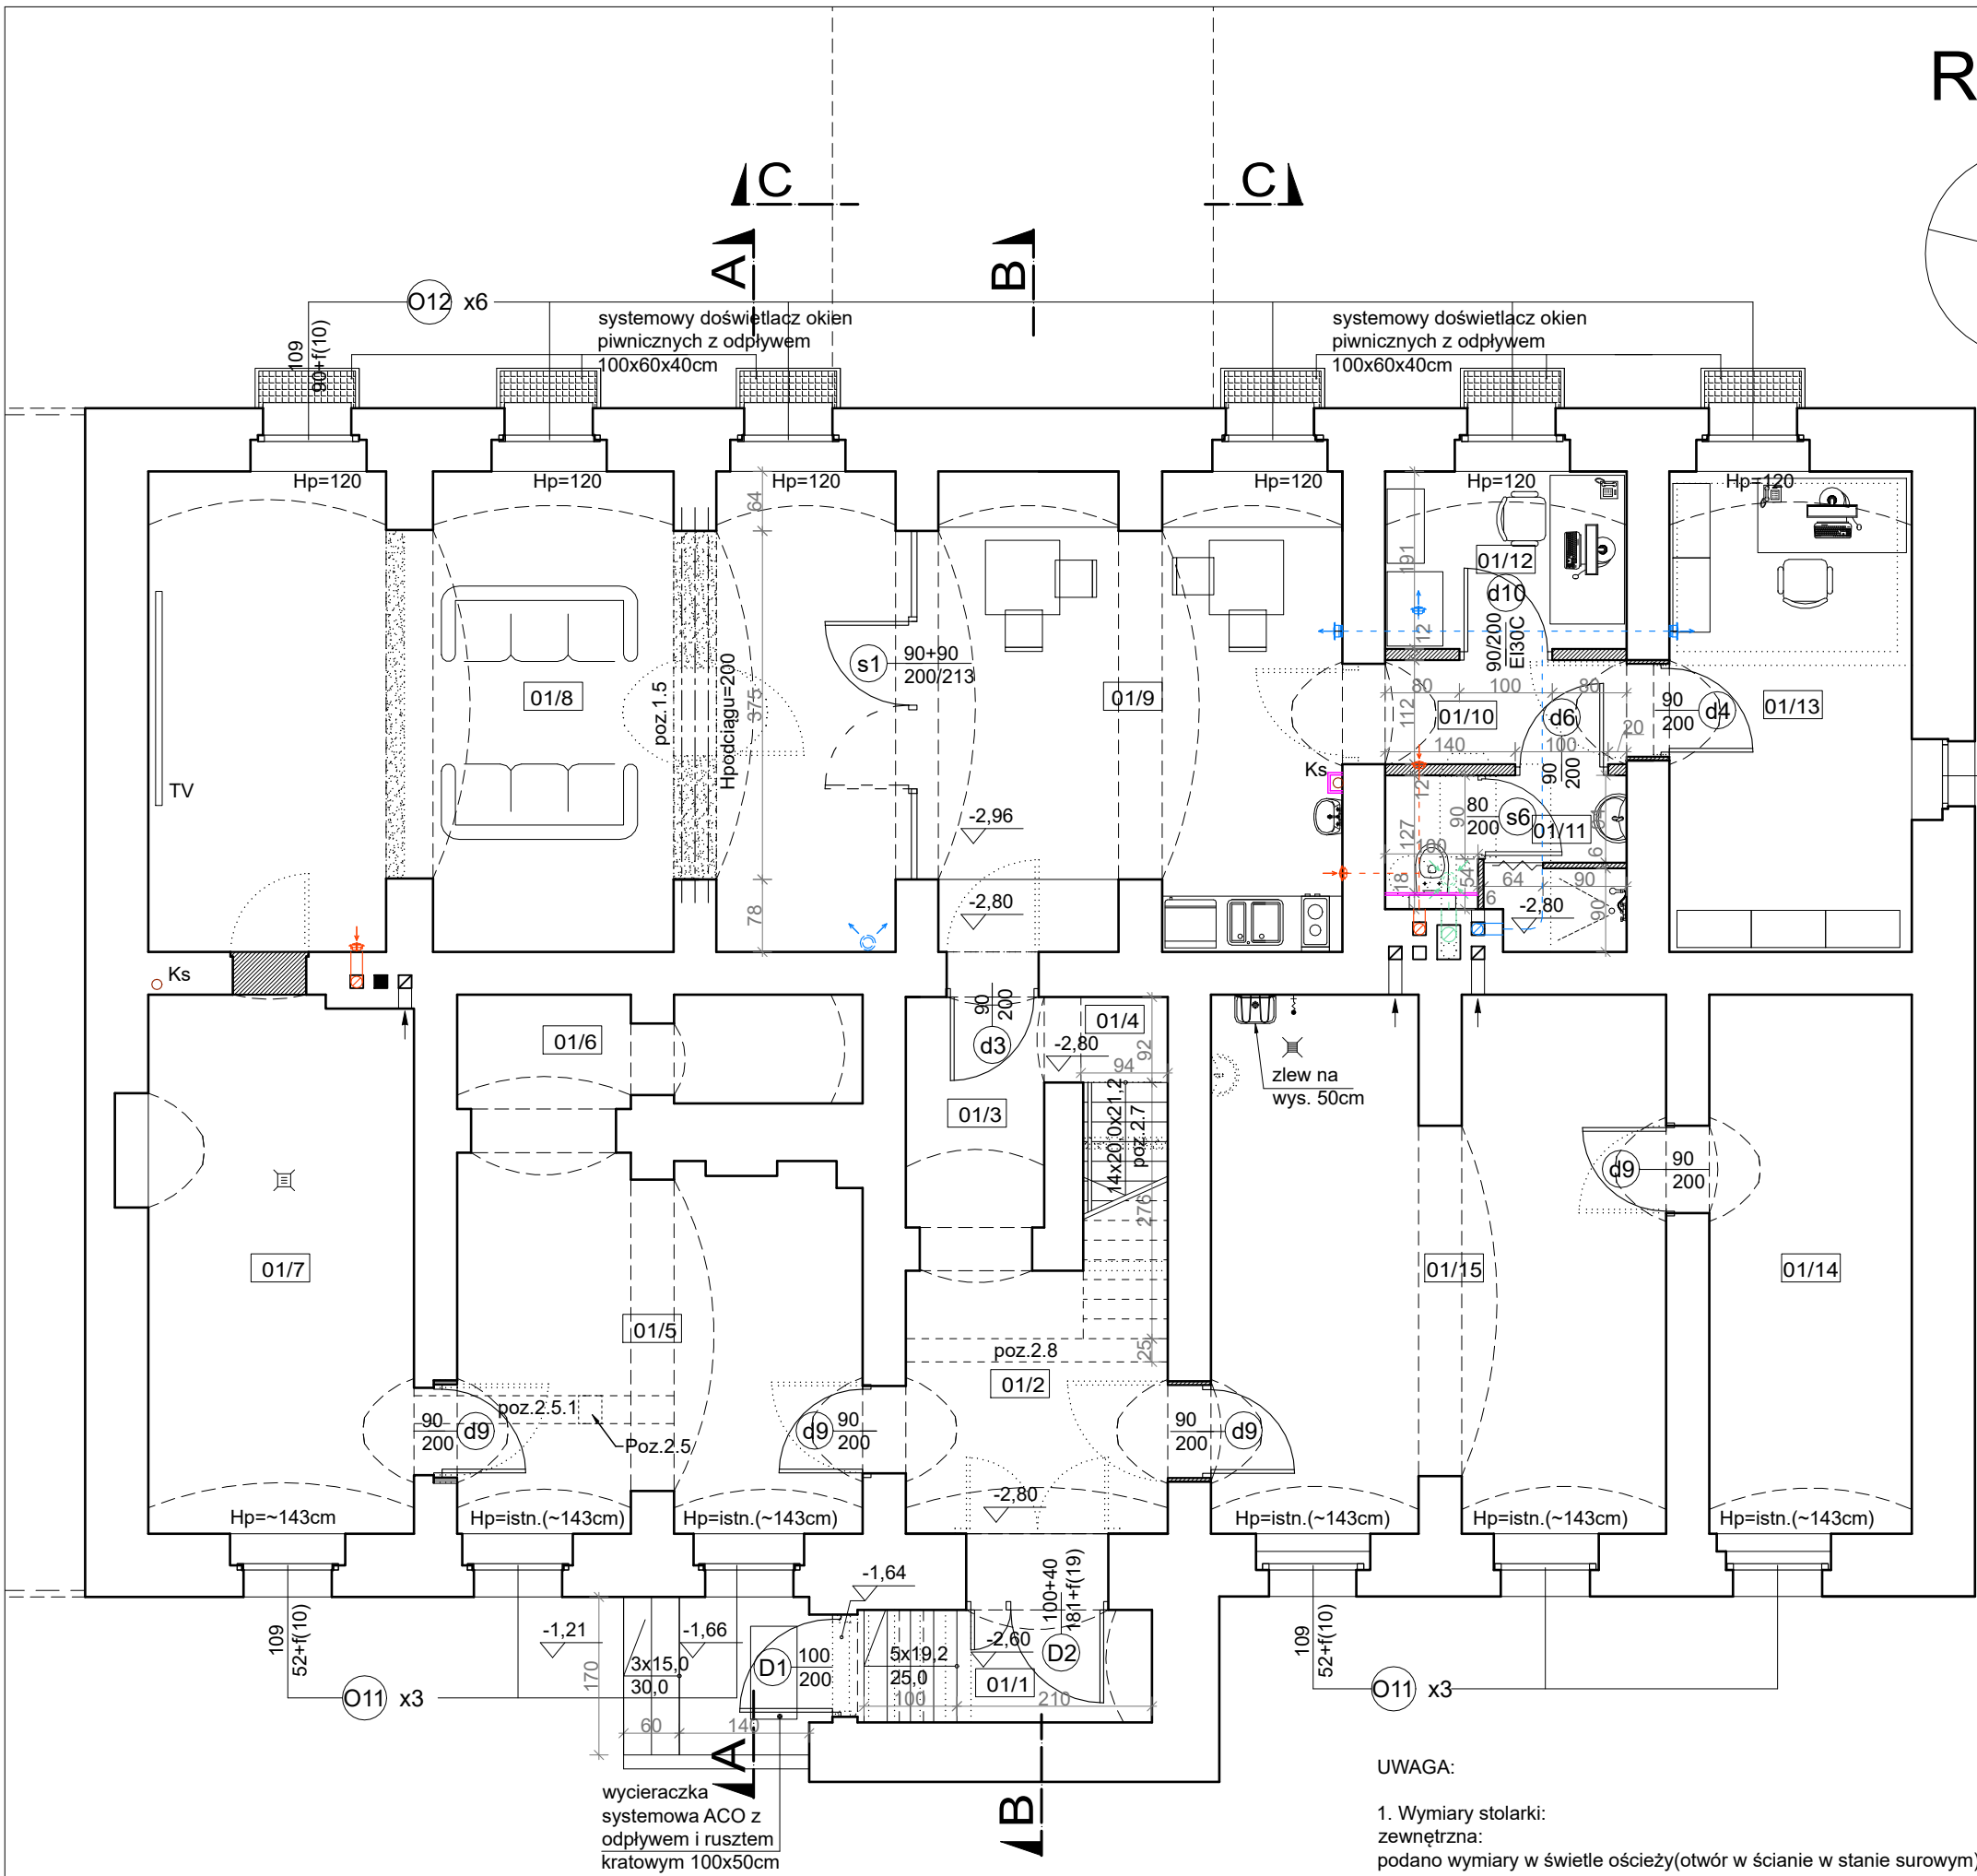 R
C
C
A
B
O12 x6
109
90+f(10)
systemowy doświetlacz okien
piwnicznych z odpływem
100x60x40cm
systemowy doświetlacz okien
piwnicznych z odpływem
100x60x40cm
Hp=120
Hp=120
Hp=120
Hp=120
Hp=120
Hp=120
64
191
01/12
d10
90/200
EI30C
12
s1
90+90
200/213
01/8
poz.1.5
Hpodciągu=200
375
01/9
80
100
80
01/10
112
d6
90
200
d4
01/13
20
140
100
90
200
TV
Ks
12
90
80
200
s6
01/11
127
-2,96
6
18
54
64
90
6
-2,80
90
78
-2,80
Ks
90
200
d3
01/4
-2,80
92
94
01/6
01/3
14x20,0x21,2
poz.2.7
276
zlew na
wys. 50cm
d9
90
200
01/7
01/5
01/15
01/14
25
poz.2.8
01/2
poz.2.5.1
Poz.2.5
90
200
d9
d9
90
200
90
200
d9
-2,80
Hp=~143cm
Hp=istn.(~143cm)
Hp=istn.(~143cm)
Hp=istn.(~143cm)
Hp=istn.(~143cm)
Hp=istn.(~143cm)
-1,64
100+40
181+f(19)
109
52+f(10)
-1,21
-1,66
-2,60
D2
109
52+f(10)
170
3x15,0
30,0
D1
100
200
5x19,2
25,0
01/1
100
210
O11 x3
O11 x3
60
140
A
B
wycieraczka
systemowa ACO z
odpływem i rusztem
kratowym 100x50cm
UWAGA:
1. Wymiary stolarki:
zewnętrzna:
podano wymiary w świetle ościeży(otwór w ścianie w stanie surowym)